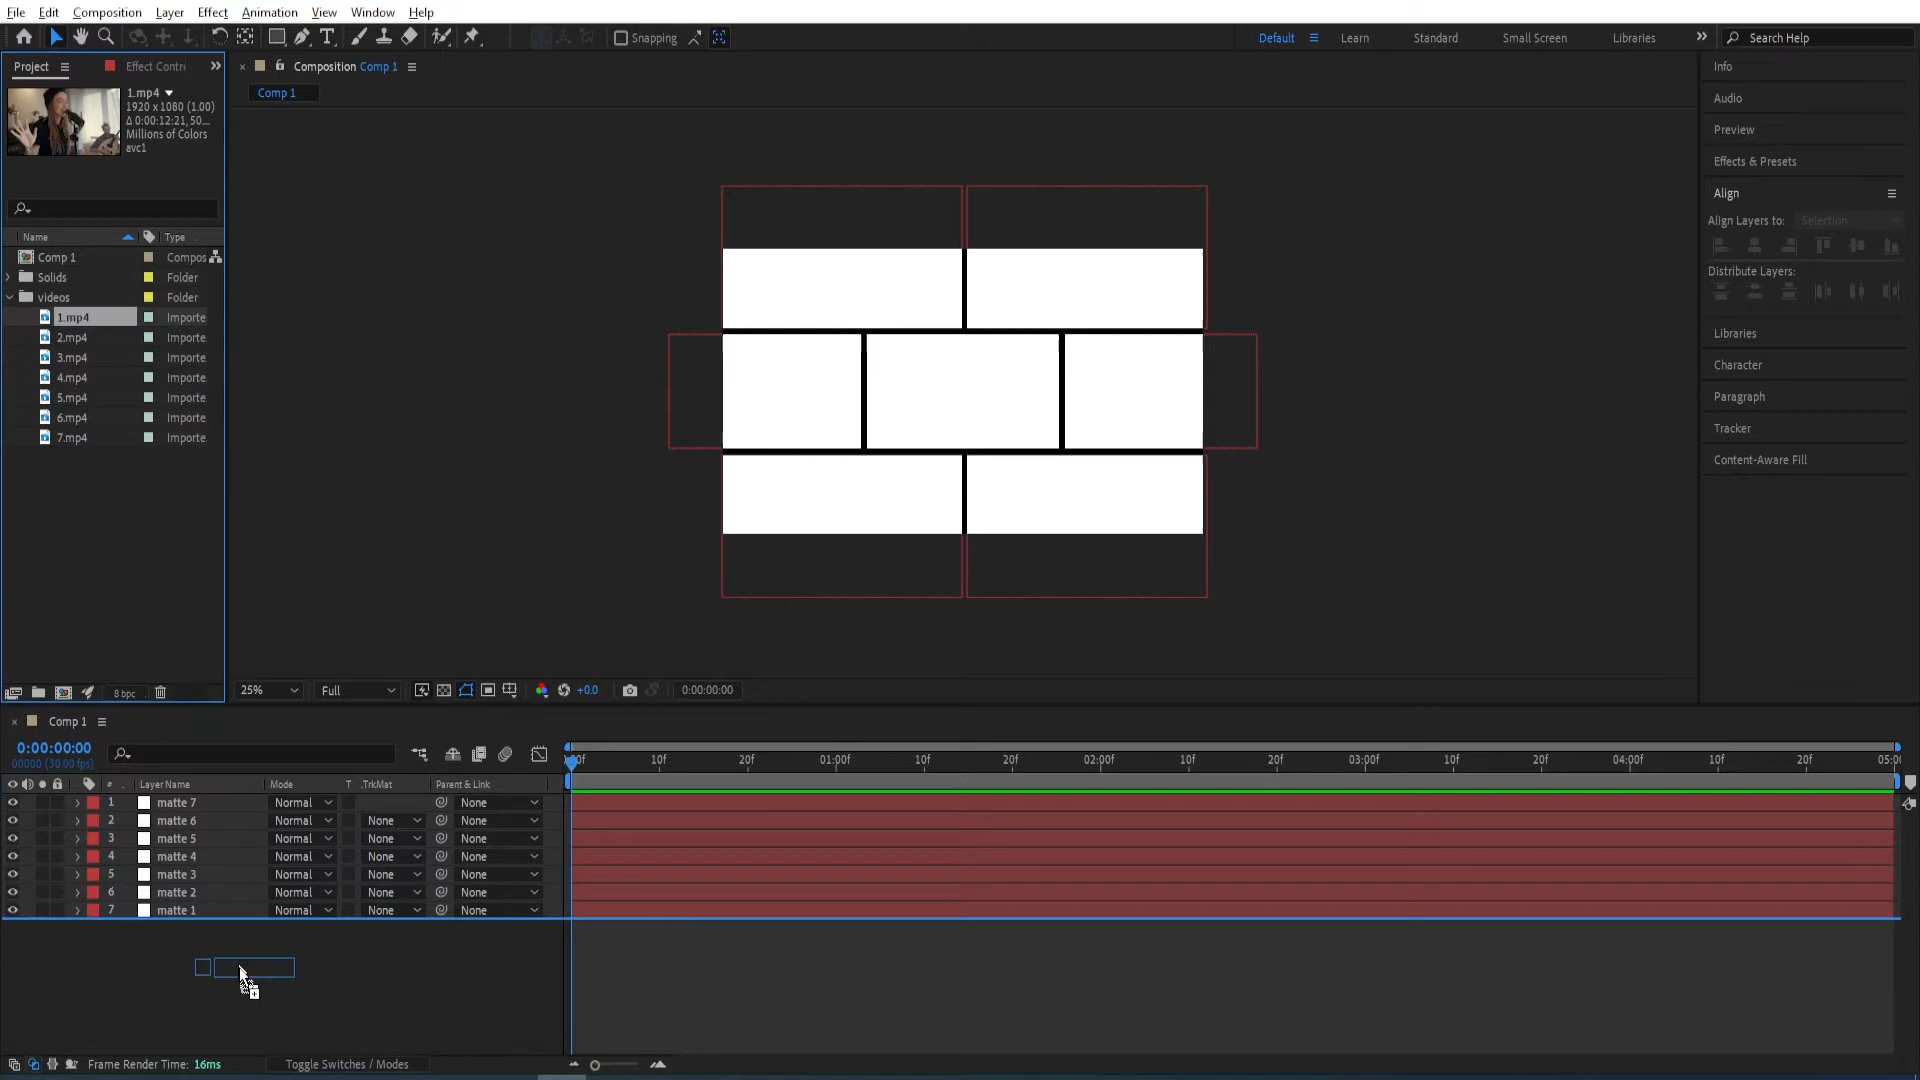 File Edit Composition Layer Effect Animation View Window Help
Snapping
Default Learn Standard Small Screen Libraries
Search Help
Project
Effect Contro
Composition Comp 1
Comp 1
1.mp4
1920 x 1080 (1.00)
Δ 0:00:12:21, 50...
Millions of Colors
avc1
Name Type
Comp 1 Compos
Solids Folder
videos Folder
1.mp4 Importe
2.mp4 Importe
3.mp4 Importe
4.mp4 Importe
5.mp4 Importe
6.mp4 Importe
7.mp4 Importe
8 bpc
25% Full +0.0 0:00:00:00
Info
Audio
Preview
Effects & Presets
Align
Align Layers to: Selection
Distribute Layers:
Libraries
Character
Paragraph
Tracker
Content-Aware Fill
Comp 1
0:00:00:00
00000 (30.00 fps)
10f 20f 01:00f 10f 20f 02:00f 10f 20f 03:00f 10f 20f 04:00f 10f 20f 05:0
# Layer Name Mode T .TrkMat Parent & Link
1 matte 7 Normal None
2 matte 6 Normal None None
3 matte 5 Normal None None
4 matte 4 Normal None None
5 matte 3 Normal None None
6 matte 2 Normal None None
7 matte 1 Normal None None
Frame Render Time: 16ms Toggle Switches / Modes